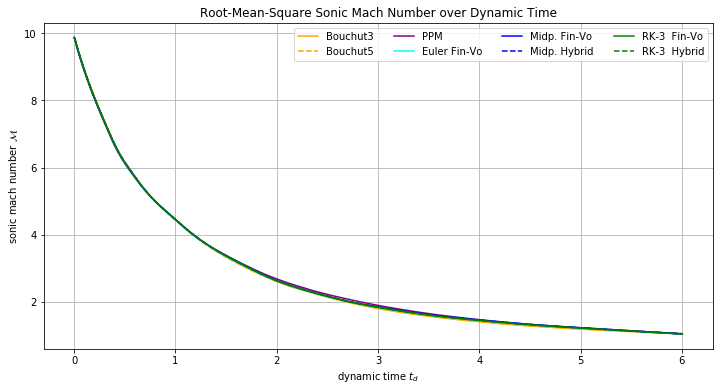 Root-Mean-Square Sonic Mach Number over Dynamic Time
Bouchut3 PPM Midp. Fin-Vo RK-3 Fin-Vo
Bouchut5 Euler Fin-Vo Midp. Hybrid RK-3 Hybrid
10
8
6
4
2
sonic mach number ℳ
0 1 2 3 4 5 6
dynamic time t_d